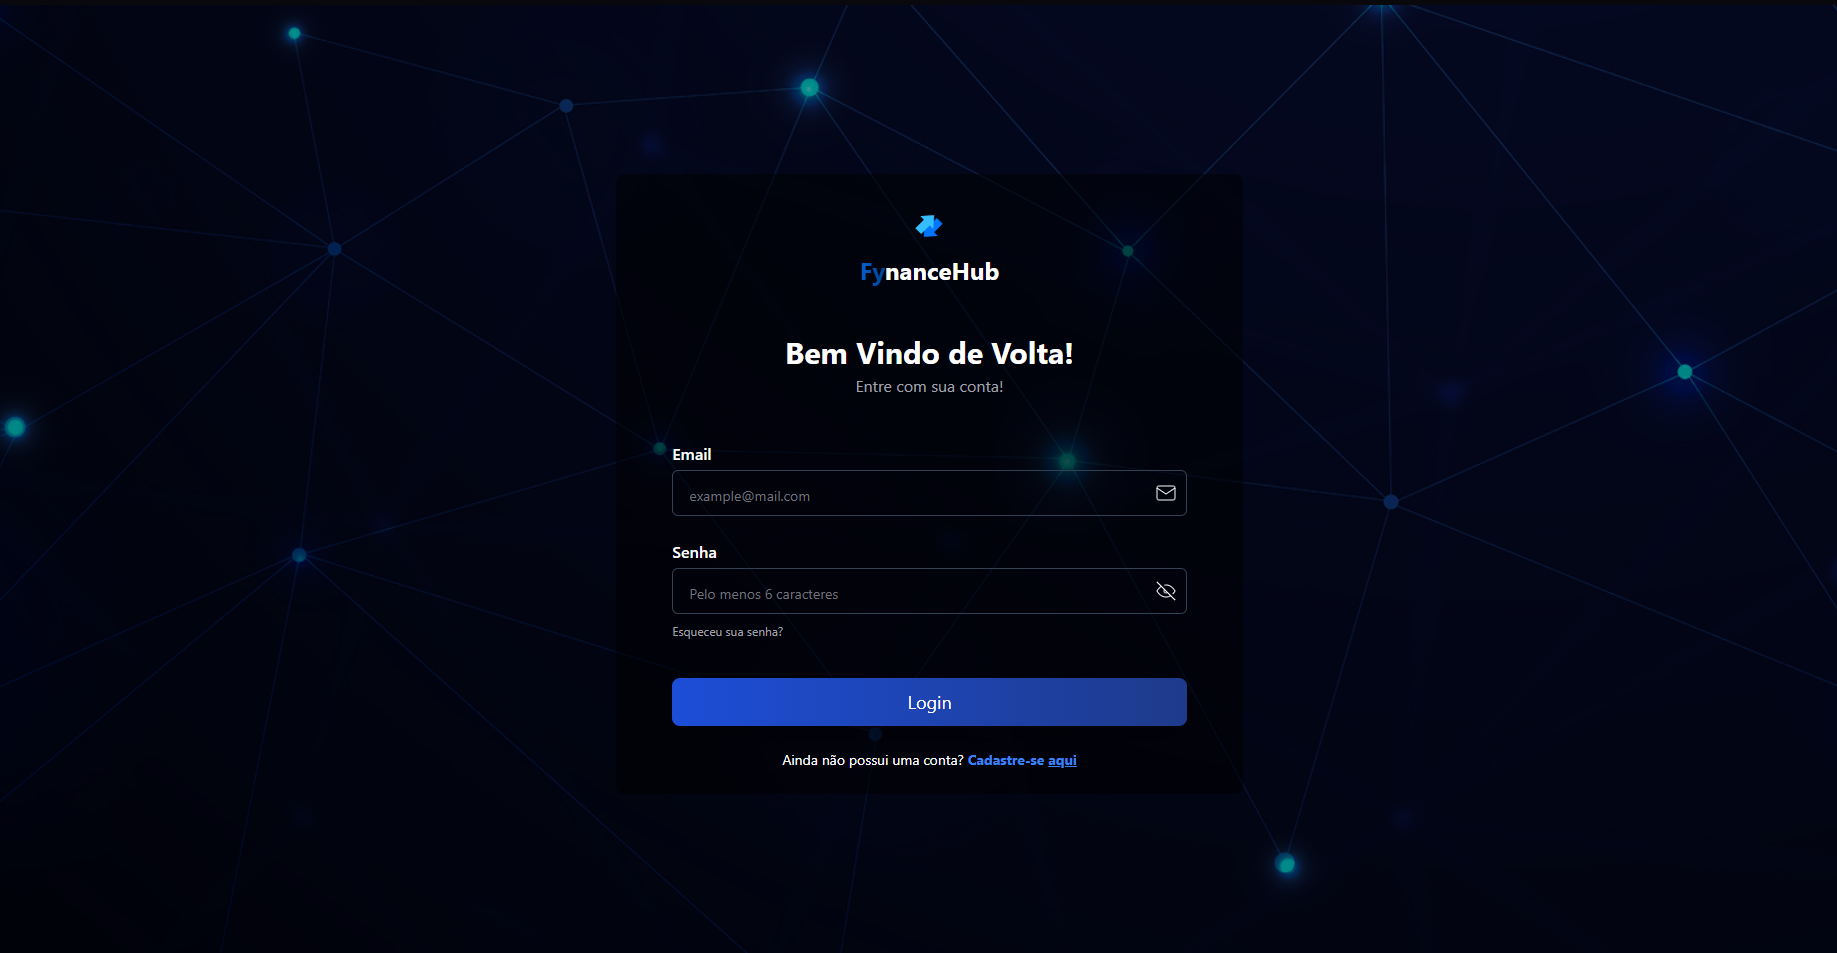 FynanceHub
Bem Vindo de Volta!
Entre com sua conta!
Email
example@mail.com
Senha
Pelo menos 6 caracteres
Esqueceu sua senha?
Login
Ainda não possui uma conta? Cadastre-se aqui